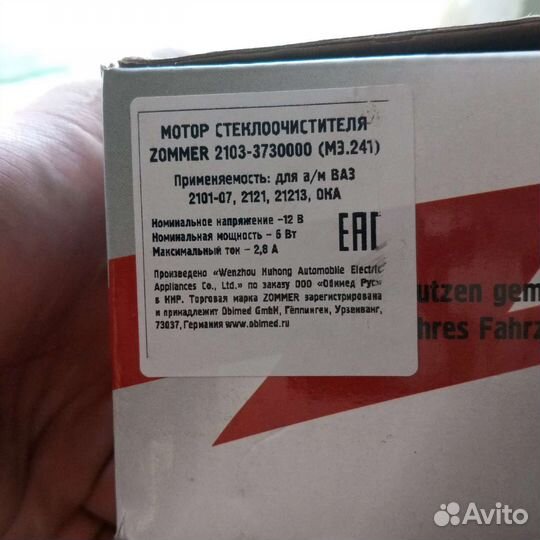 МОТОР СТЕКЛООЧИСТИТЕЛЯ
ZOMMER 2103-3730000 (МЭ.241)
Применяемость: для а/м ВАЗ
2101-07, 2121, 21213, ОКА
Номинальное напряжение -12 В
Номинальная мощность - 6 Вт
Максимальный ток - 2,8 А
EAC
Произведено «Wenzhou Huhong Automobile Electric
Appliances Co., Ltd.» по заказу ООО «Обимед Рус»
в КНР. Торговая марка ZOMMER зарегистрирована
и принадлежит Obimed GmbH, Гёппинген, Урзенванг,
73037, Германия www.obimed.ru
utzen gem
hres Fahrz
Avito